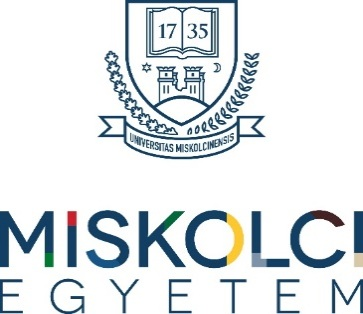 17 35
UNIVERSITAS MISKOLCINENSIS
MISKOLCI
EGYETEM